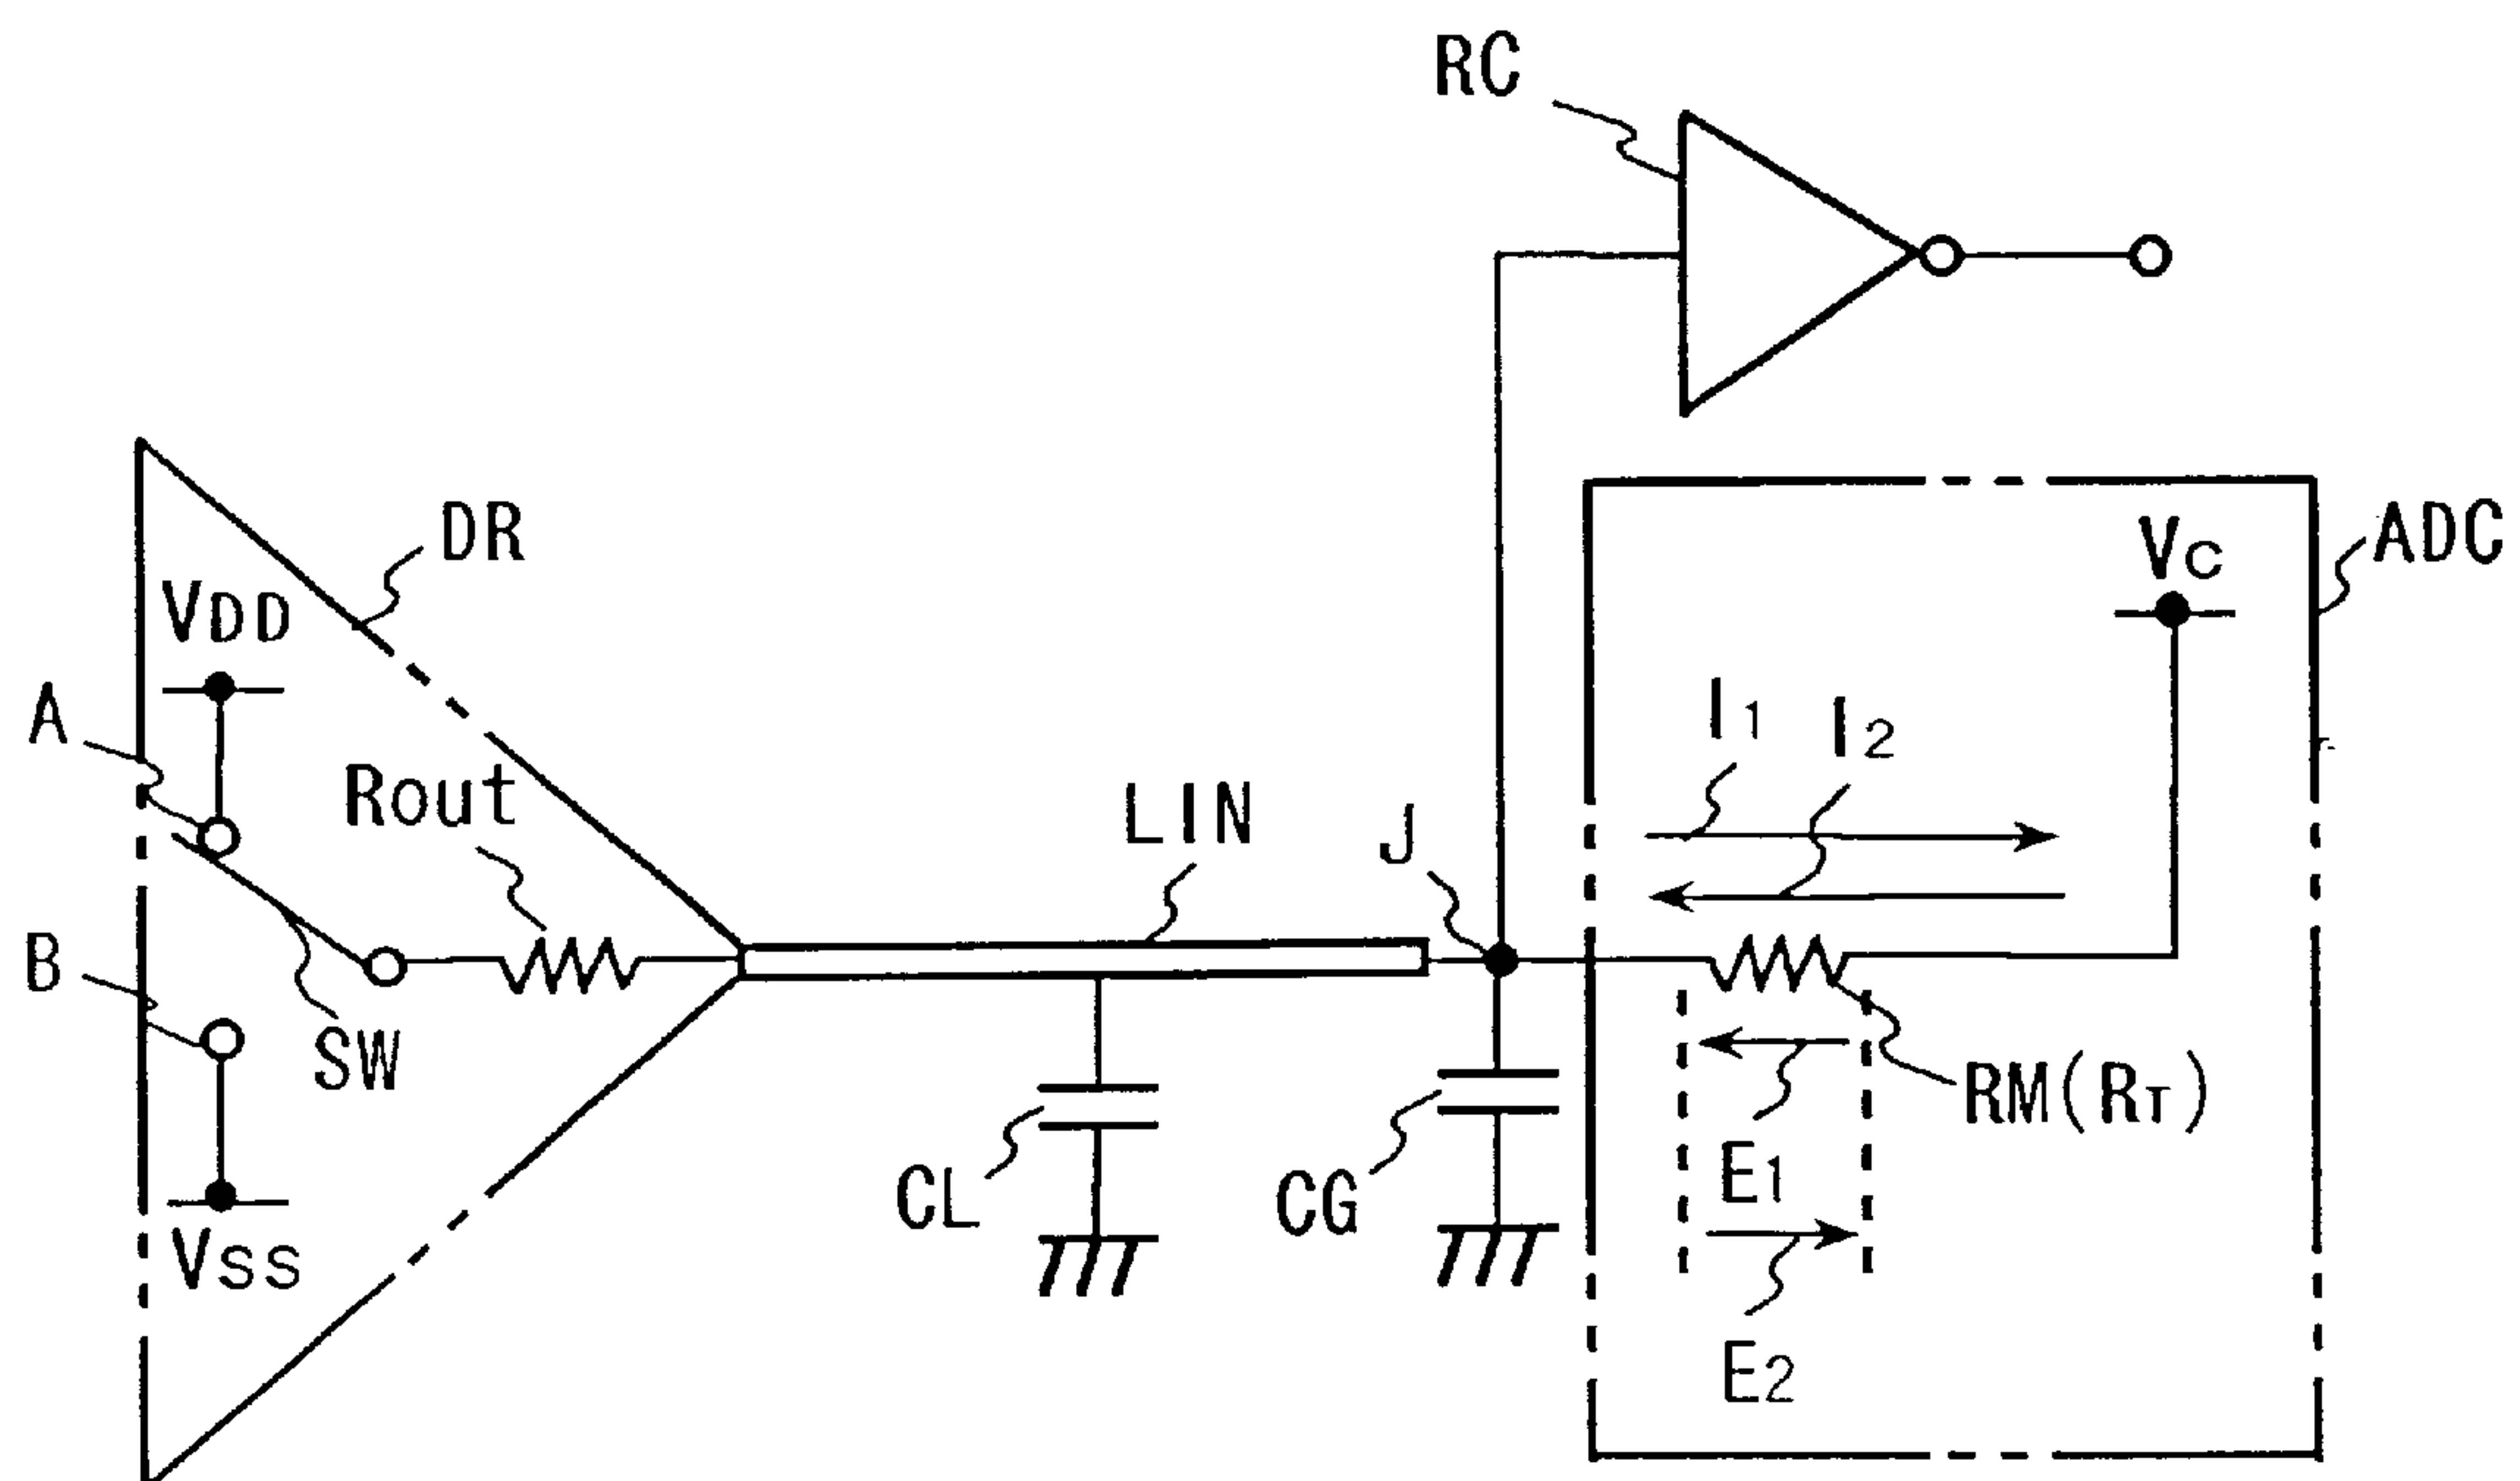 RC
DR
ADC
VC
VDD
A
I1
I2
Rout
LIN
J
B
SW
RM(RT)
CL
CG
E1
VSS
E2